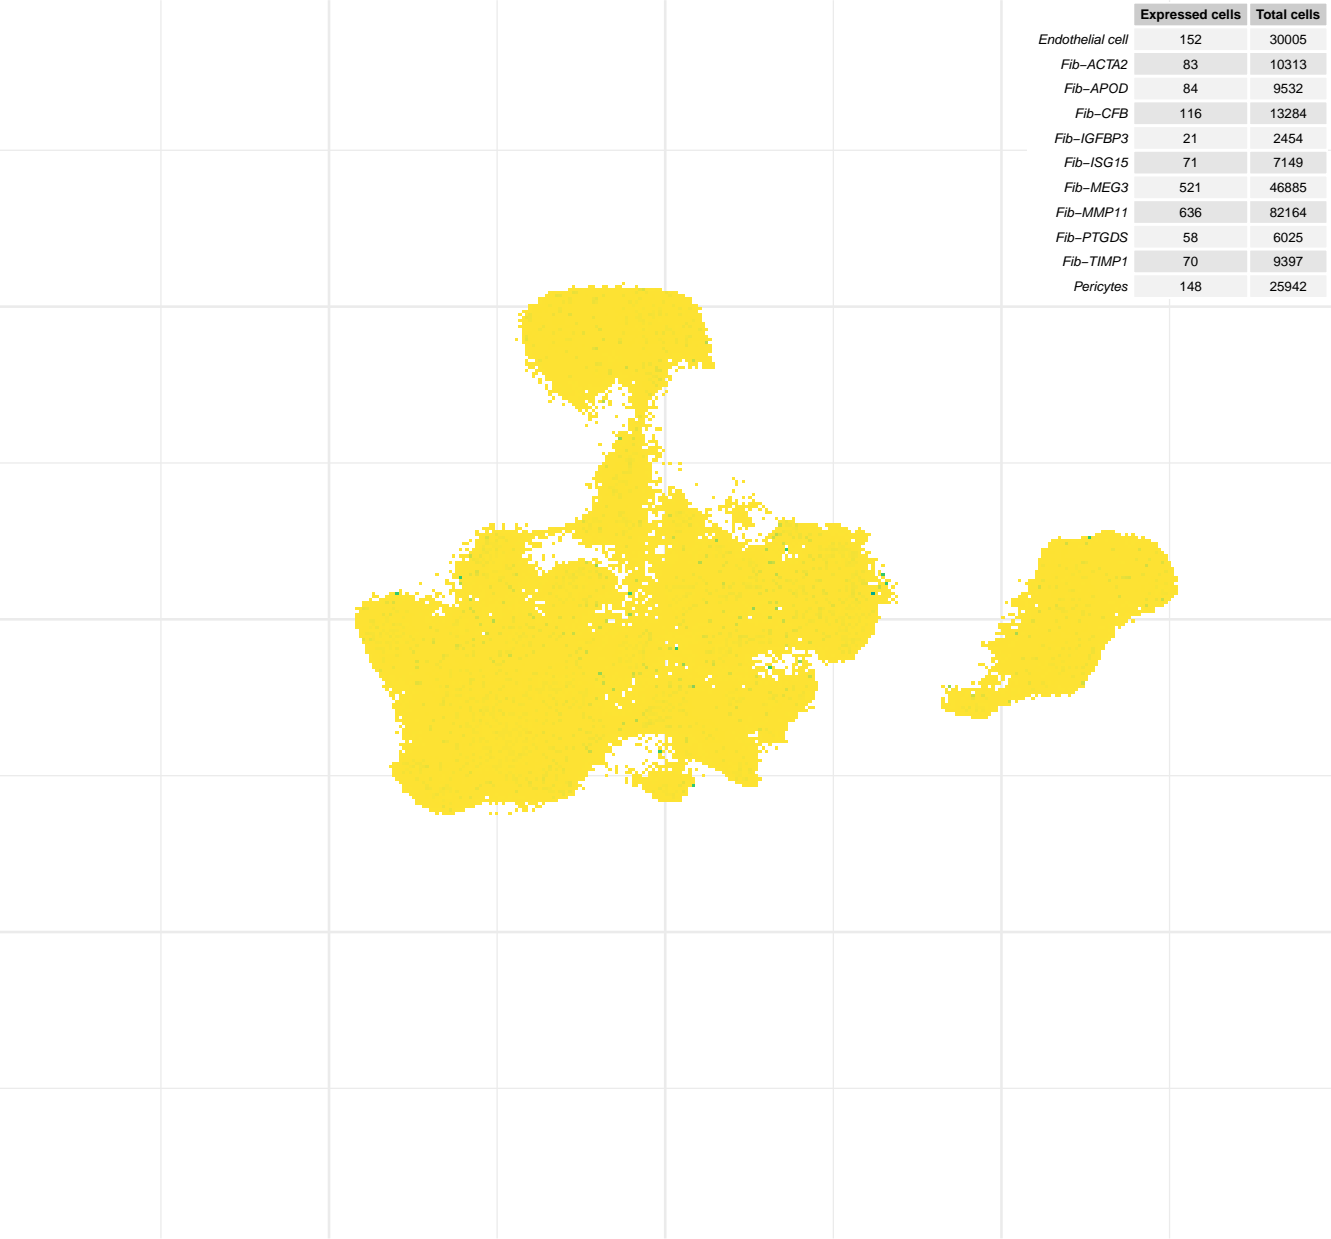 Expressed cells Total cells
Endothelial cell 152 30005
Fib−ACTA2 83 10313
Fib−APOD 84 9532
Fib−CFB 116 13284
Fib−IGFBP3 21 2454
Fib−ISG15 71 7149
Fib−MEG3 521 46885
Fib−MMP11 636 82164
Fib−PTGDS 58 6025
Fib−TIMP1 70 9397
Pericytes 148 25942